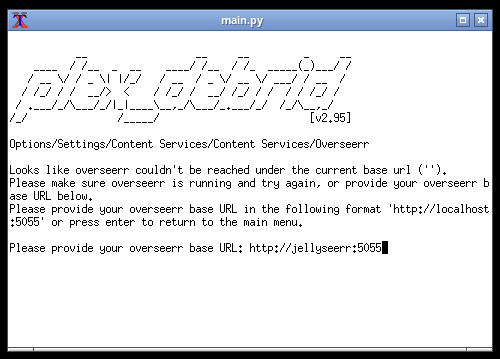 main.py
[v2.95]
Options/Settings/Content Services/Content Services/Overseerr
Looks like overseerr couldn't be reached under the current base url ('').
Please make sure overseerr is running and try again, or provide your overseerr b
ase URL below.
Please provide your overseerr base URL in the following format 'http://localhost
:5055' or press enter to return to the main menu.
Please provide your overseerr base URL: http://jellyseerr:5055